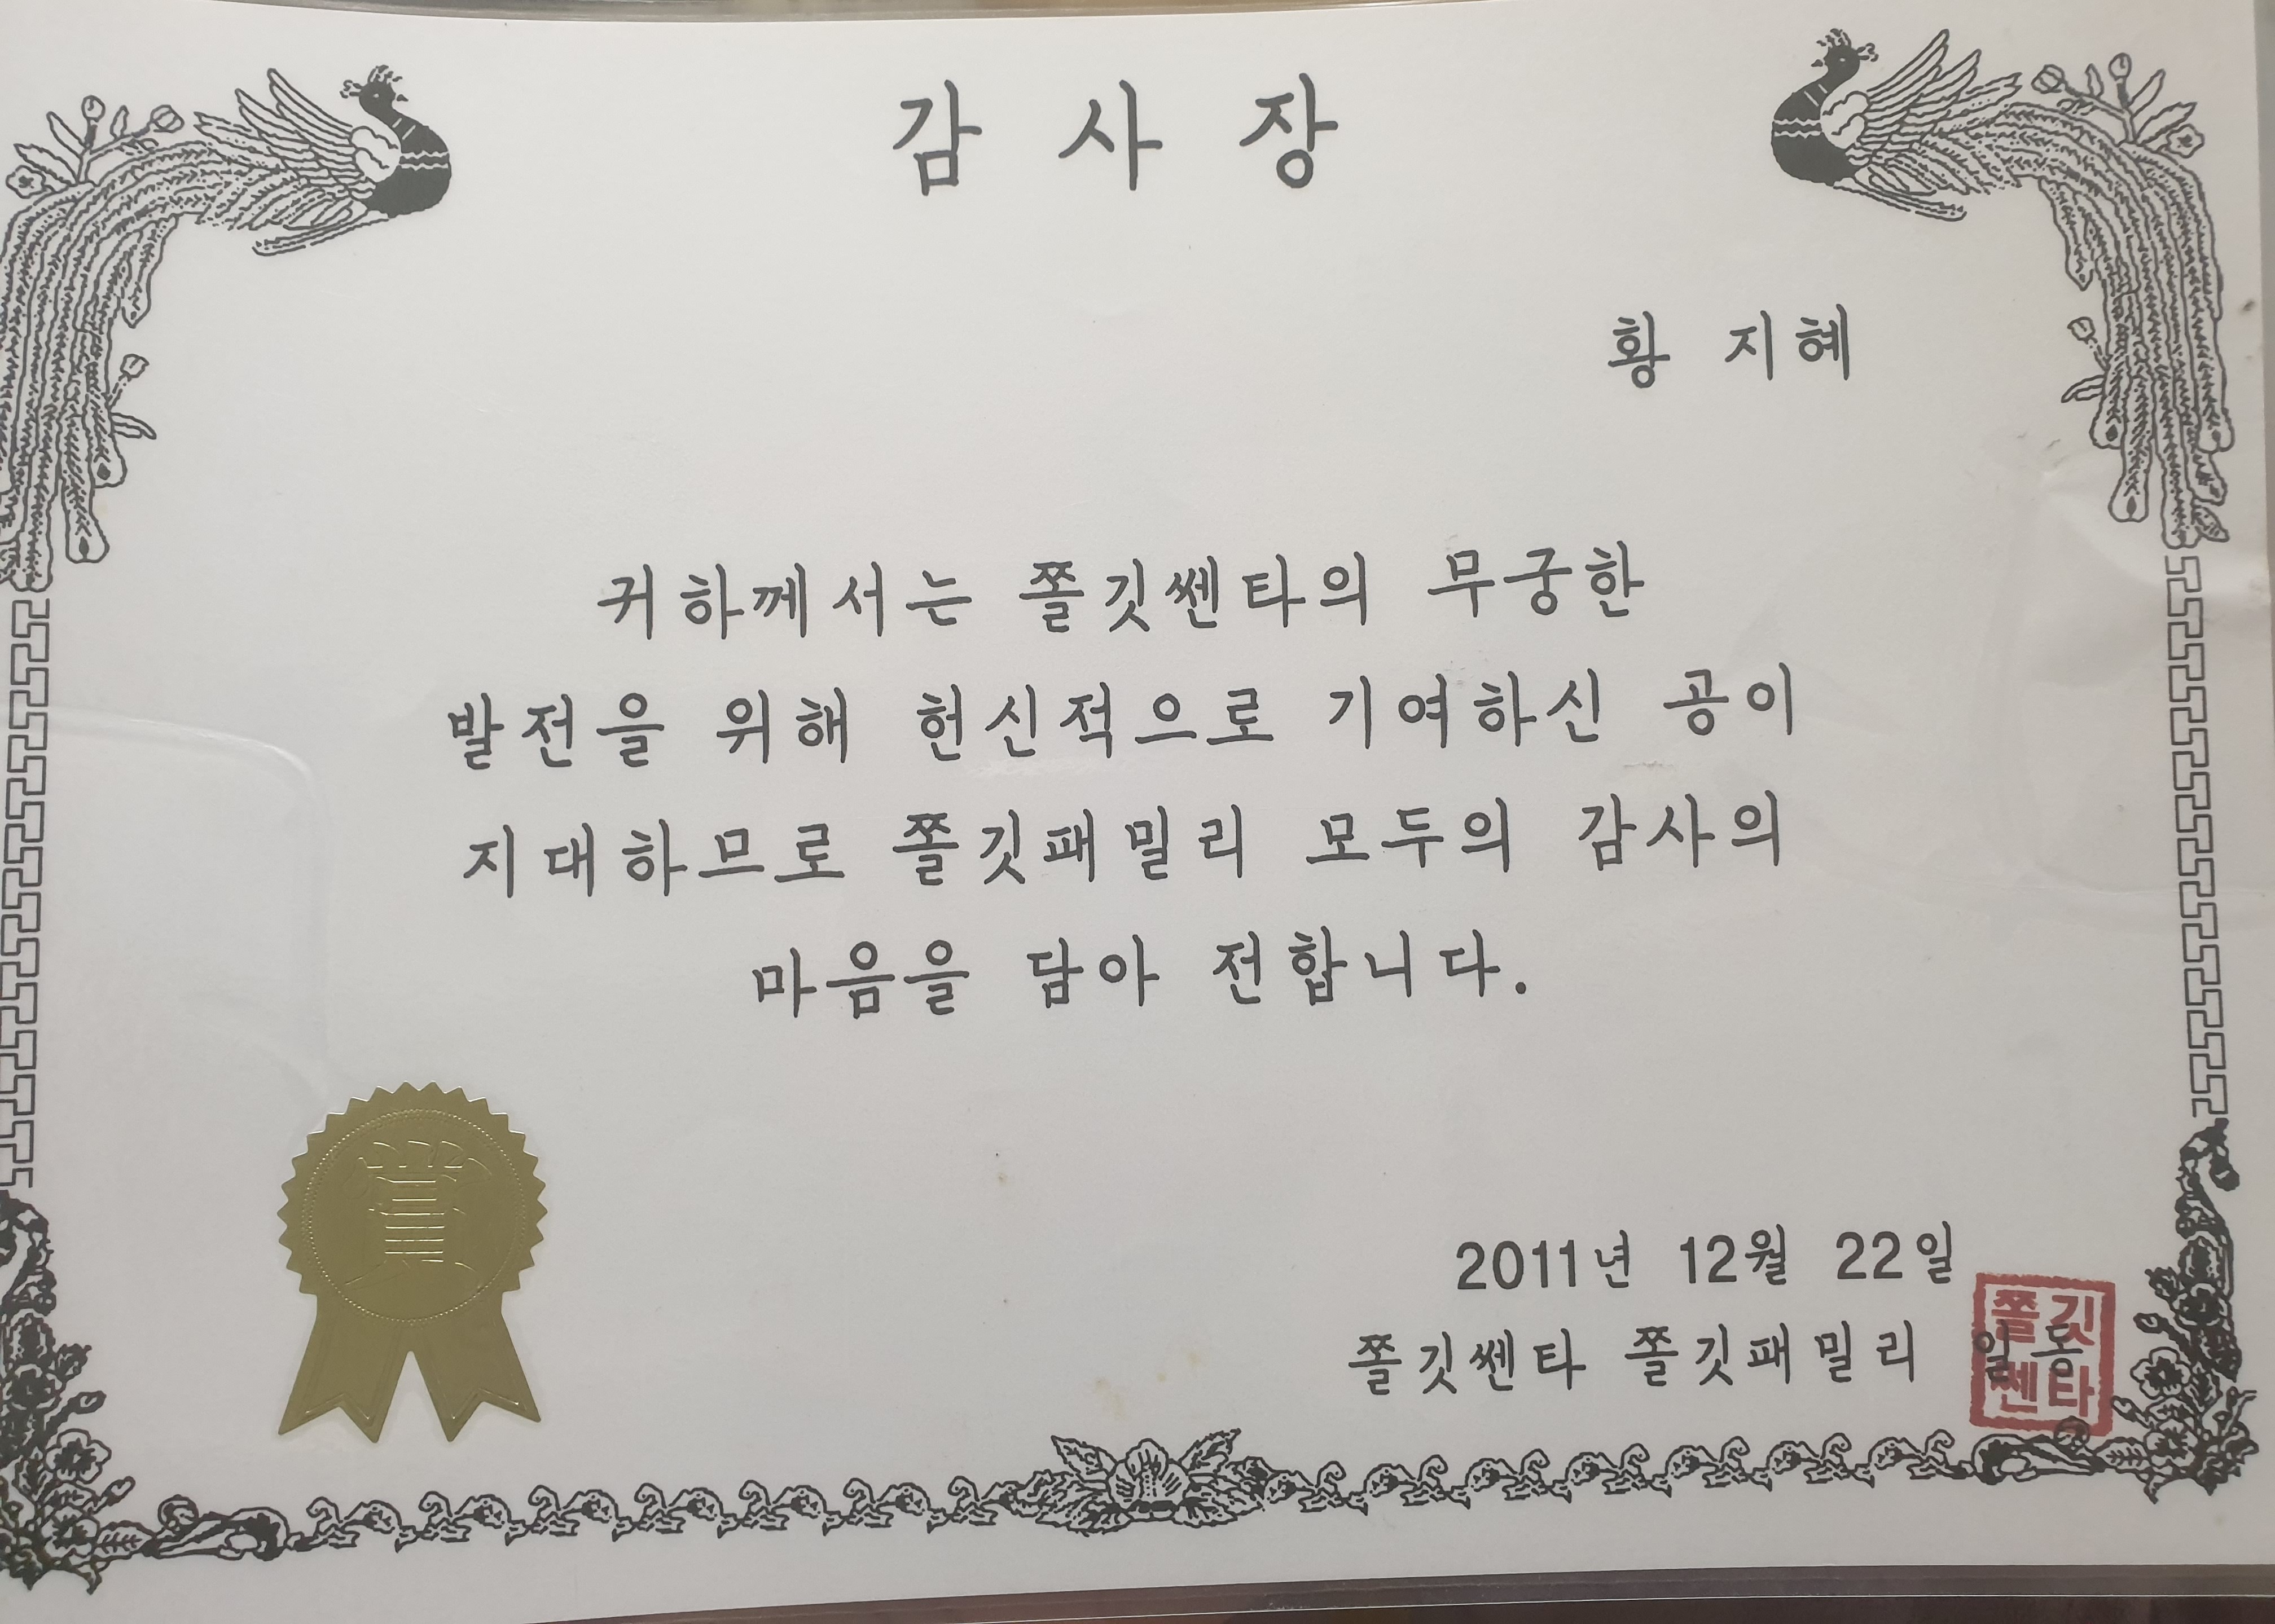 감사장
황 지혜
귀하께서는 쫄깃쎈타의 무궁한
발전을 위해 헌신적으로 기여하신 공이
지대하므로 쫄깃패밀리 모두의 감사의
마음을 담아 전합니다.
賞
2011년 12월 22일
쫄깃쎈타 쫄깃패밀리 일동
쫄깃
쎈타